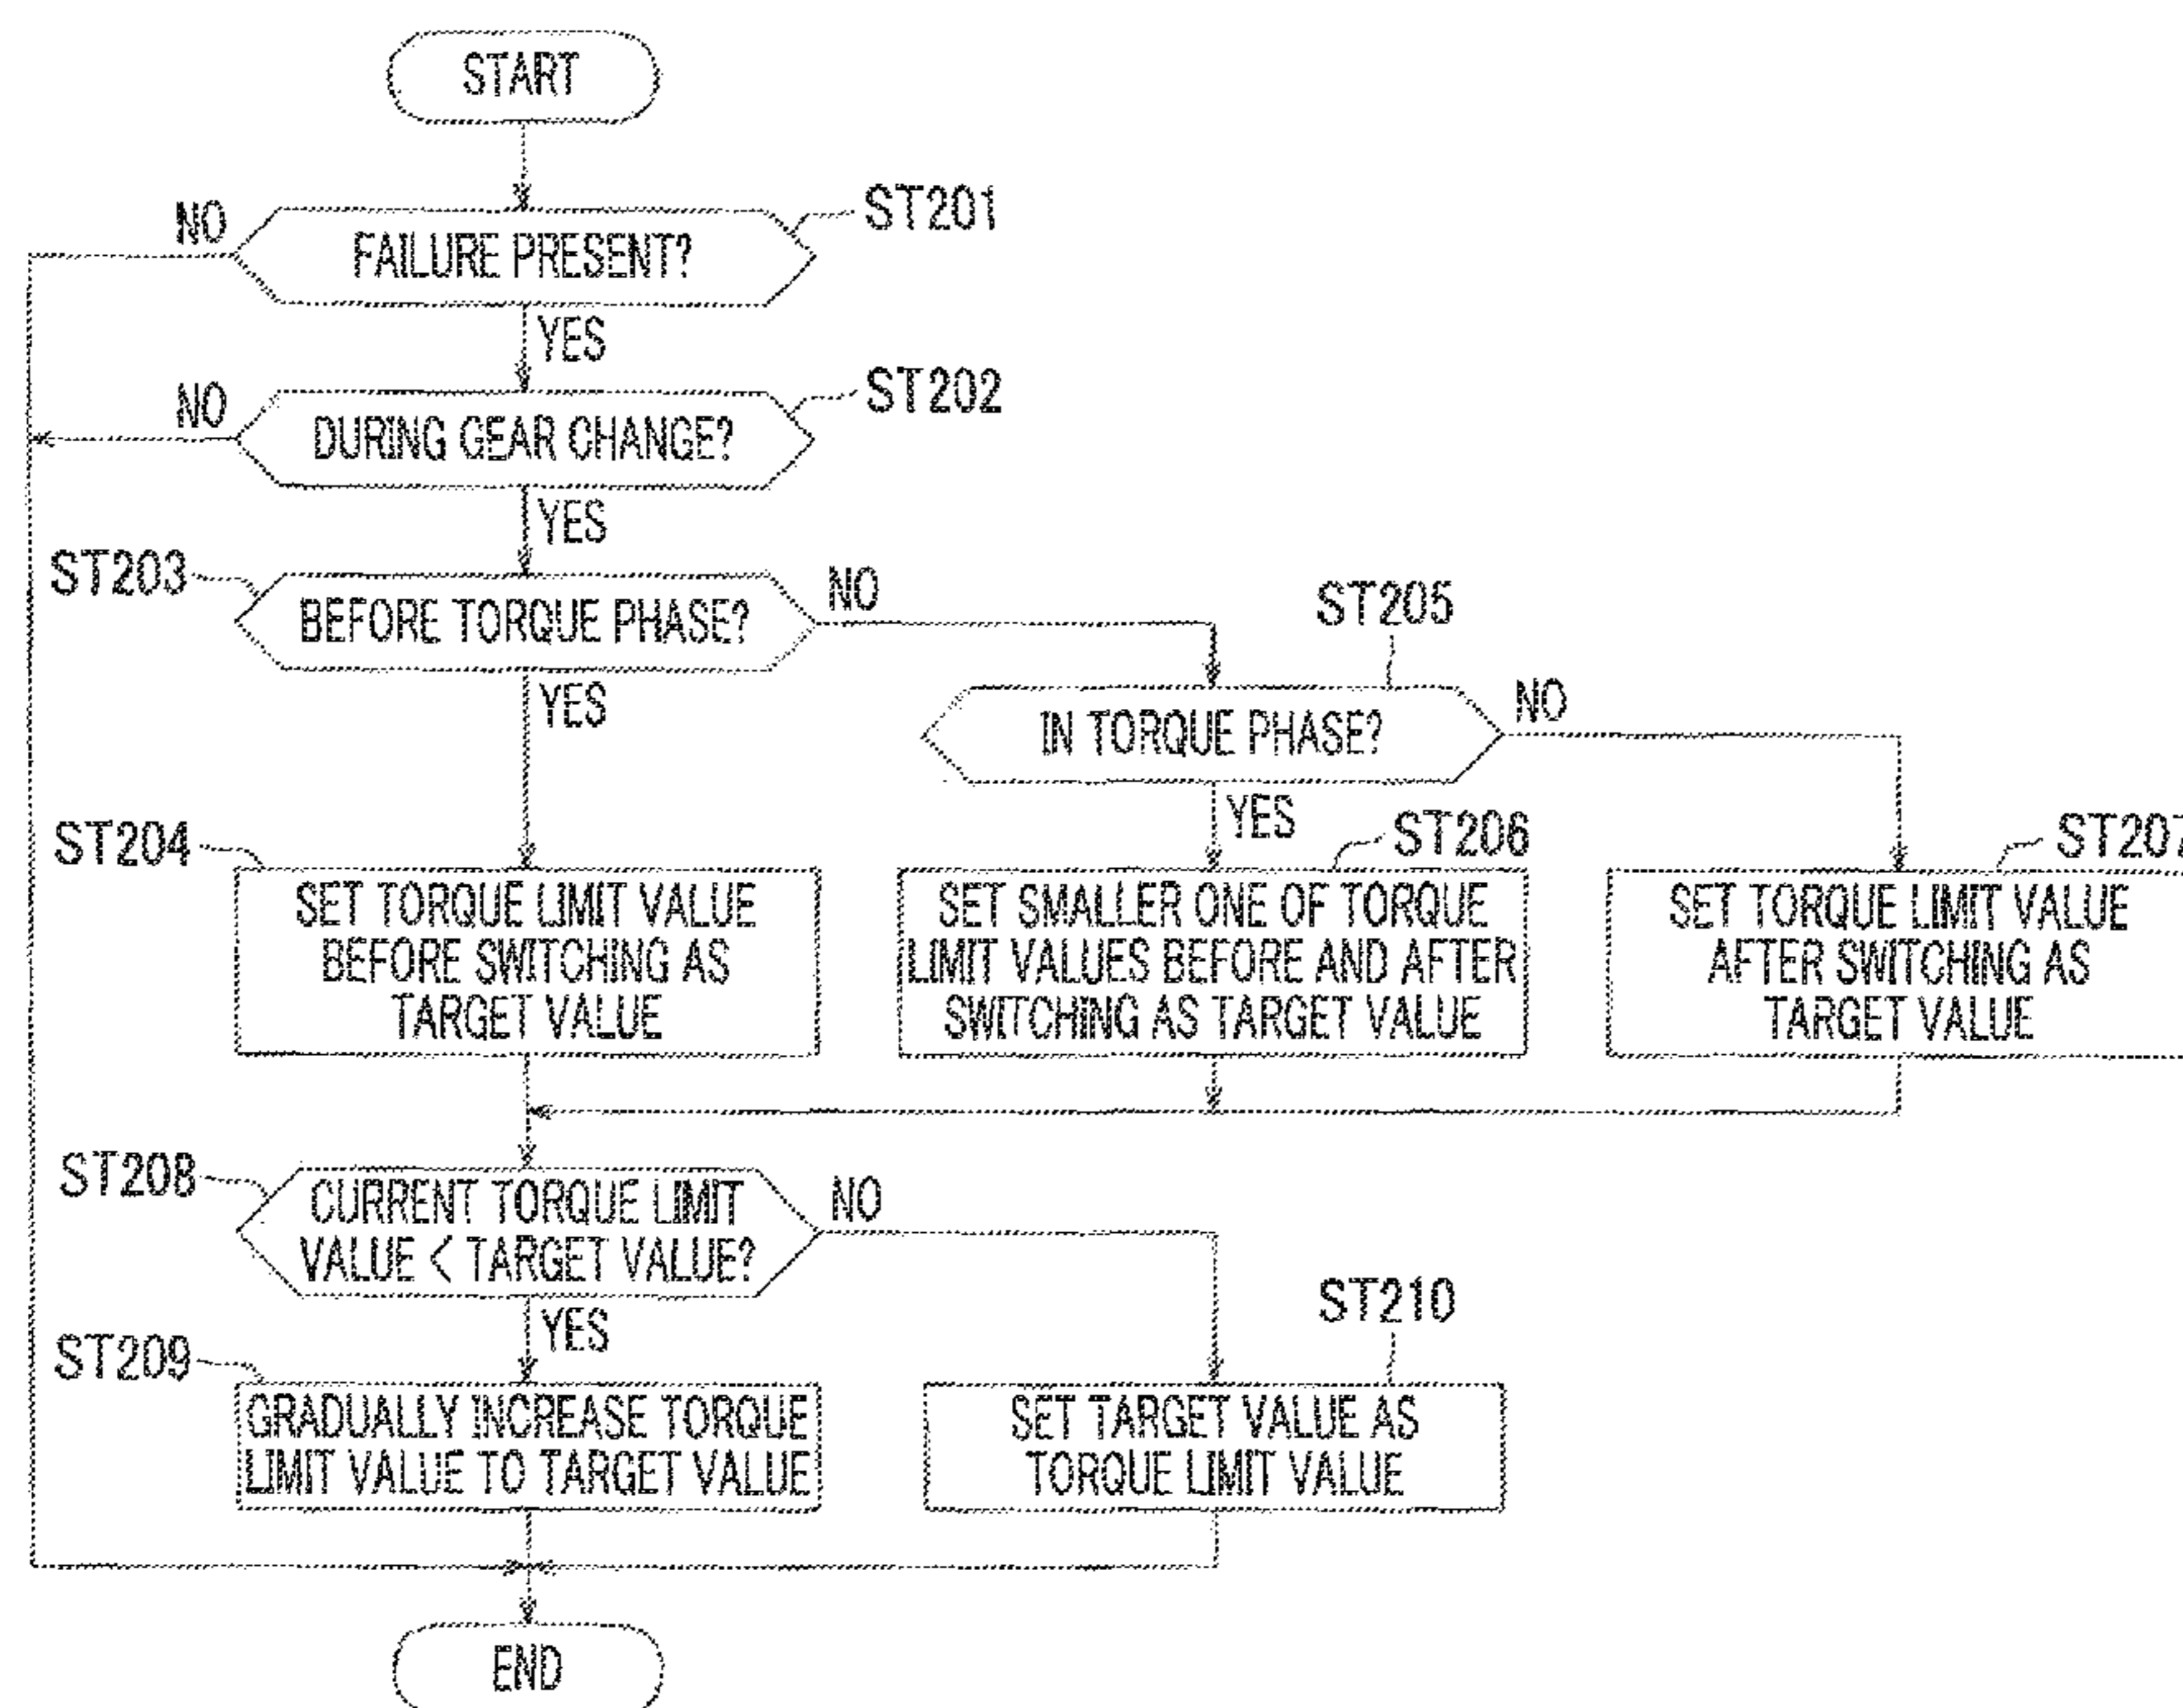 START
ST201
NO
FAILURE PRESENT?
YES
ST202
NO
DURING GEAR CHANGE?
YES
ST203
BEFORE TORQUE PHASE?
NO
YES
ST205
IN TORQUE PHASE?
NO
YES
ST204
SET TORQUE LIMIT VALUE
BEFORE SWITCHING AS
TARGET VALUE
ST206
SET SMALLER ONE OF TORQUE
LIMIT VALUES BEFORE AND AFTER
SWITCHING AS TARGET VALUE
ST207
SET TORQUE LIMIT VALUE
AFTER SWITCHING AS
TARGET VALUE
ST208
CURRENT TORQUE LIMIT
VALUE < TARGET VALUE?
NO
YES
ST209
GRADUALLY INCREASE TORQUE
LIMIT VALUE TO TARGET VALUE
ST210
SET TARGET VALUE AS
TORQUE LIMIT VALUE
END